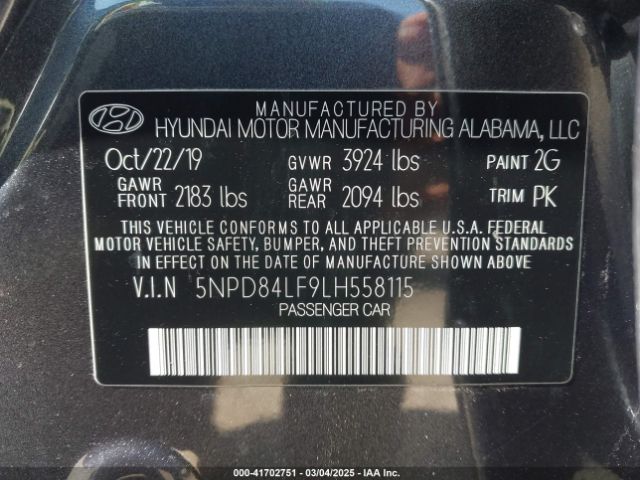 MANUFACTURED BY
HYUNDAI MOTOR MANUFACTURING ALABAMA, LLC
Oct/22/19 GVWR 3924 lbs PAINT 2G
GAWR FRONT 2183 lbs GAWR REAR 2094 lbs TRIM PK
THIS VEHICLE CONFORMS TO ALL APPLICABLE U.S.A. FEDERAL
MOTOR VEHICLE SAFETY, BUMPER, AND THEFT PREVENTION STANDARDS
IN EFFECT ON THE DATE OF MANUFACTURE SHOWN ABOVE.
V.I.N 5NPD84LF9LH558115
PASSENGER CAR
000-41702751 | 03/04/2025 | IAA Inc.